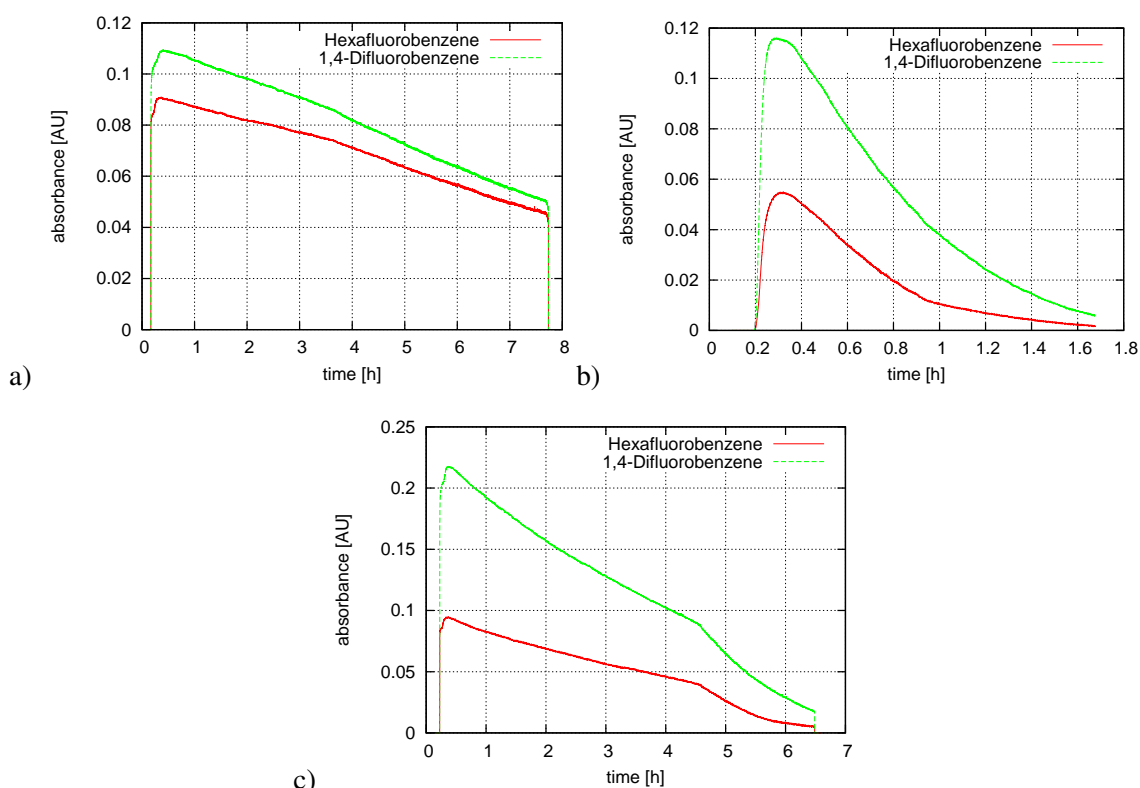 0.12
0.1
0.08
0.06
0.04
0.02
0
absorbance [AU]
Hexafluorobenzene
1,4-Difluorobenzene
0 1 2 3 4 5 6 7 8
time [h]
a)
0.12
0.1
0.08
0.06
0.04
0.02
0
absorbance [AU]
Hexafluorobenzene
1,4-Difluorobenzene
0 0.2 0.4 0.6 0.8 1 1.2 1.4 1.6 1.8
time [h]
b)
0.25
0.2
0.15
0.1
0.05
0
absorbance [AU]
Hexafluorobenzene
1,4-Difluorobenzene
0 1 2 3 4 5 6 7
time [h]
c)